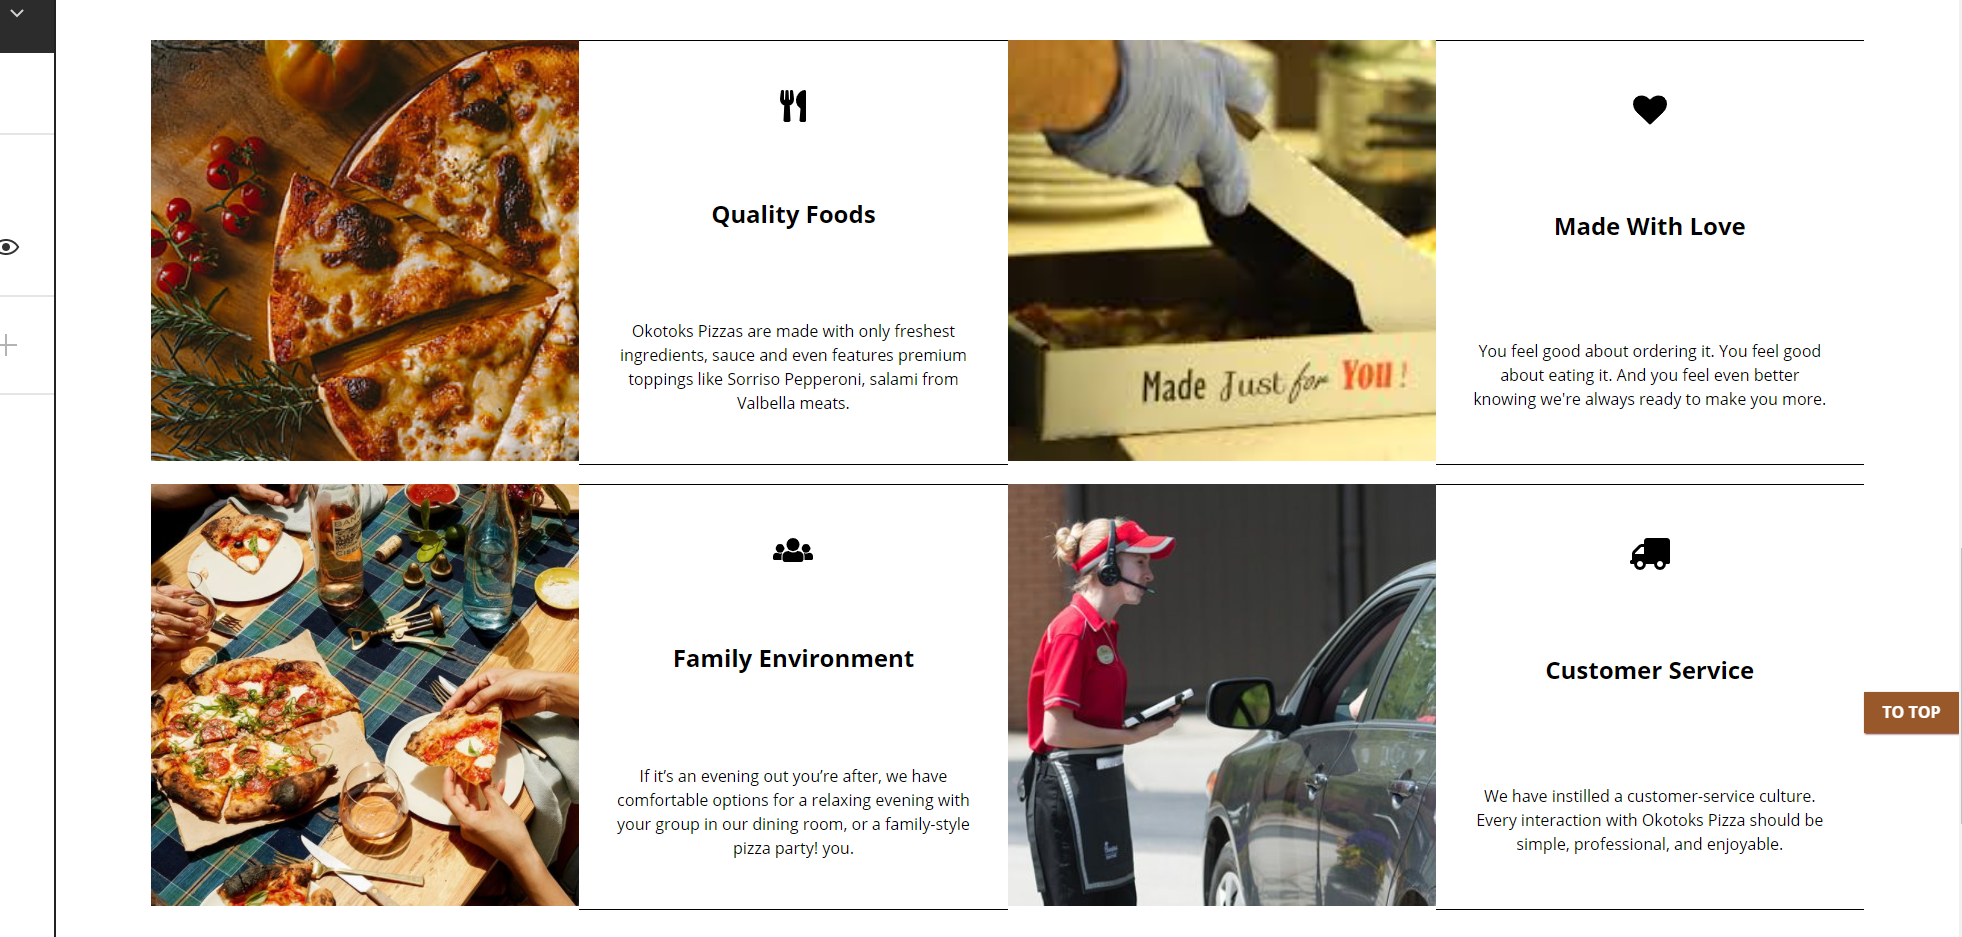 Quality Foods
Okotoks Pizzas are made with only freshest
ingredients, sauce and even features premium
toppings like Sorriso Pepperoni, salami from
Valbella meats.
Made Just for You!
Made With Love
You feel good about ordering it. You feel good
about eating it. And you feel even better
knowing we're always ready to make you more.
Family Environment
If it’s an evening out you’re after, we have
comfortable options for a relaxing evening with
your group in our dining room, or a family-style
pizza party! you.
Customer Service
We have instilled a customer-service culture.
Every interaction with Okotoks Pizza should be
simple, professional, and enjoyable.
TO TOP